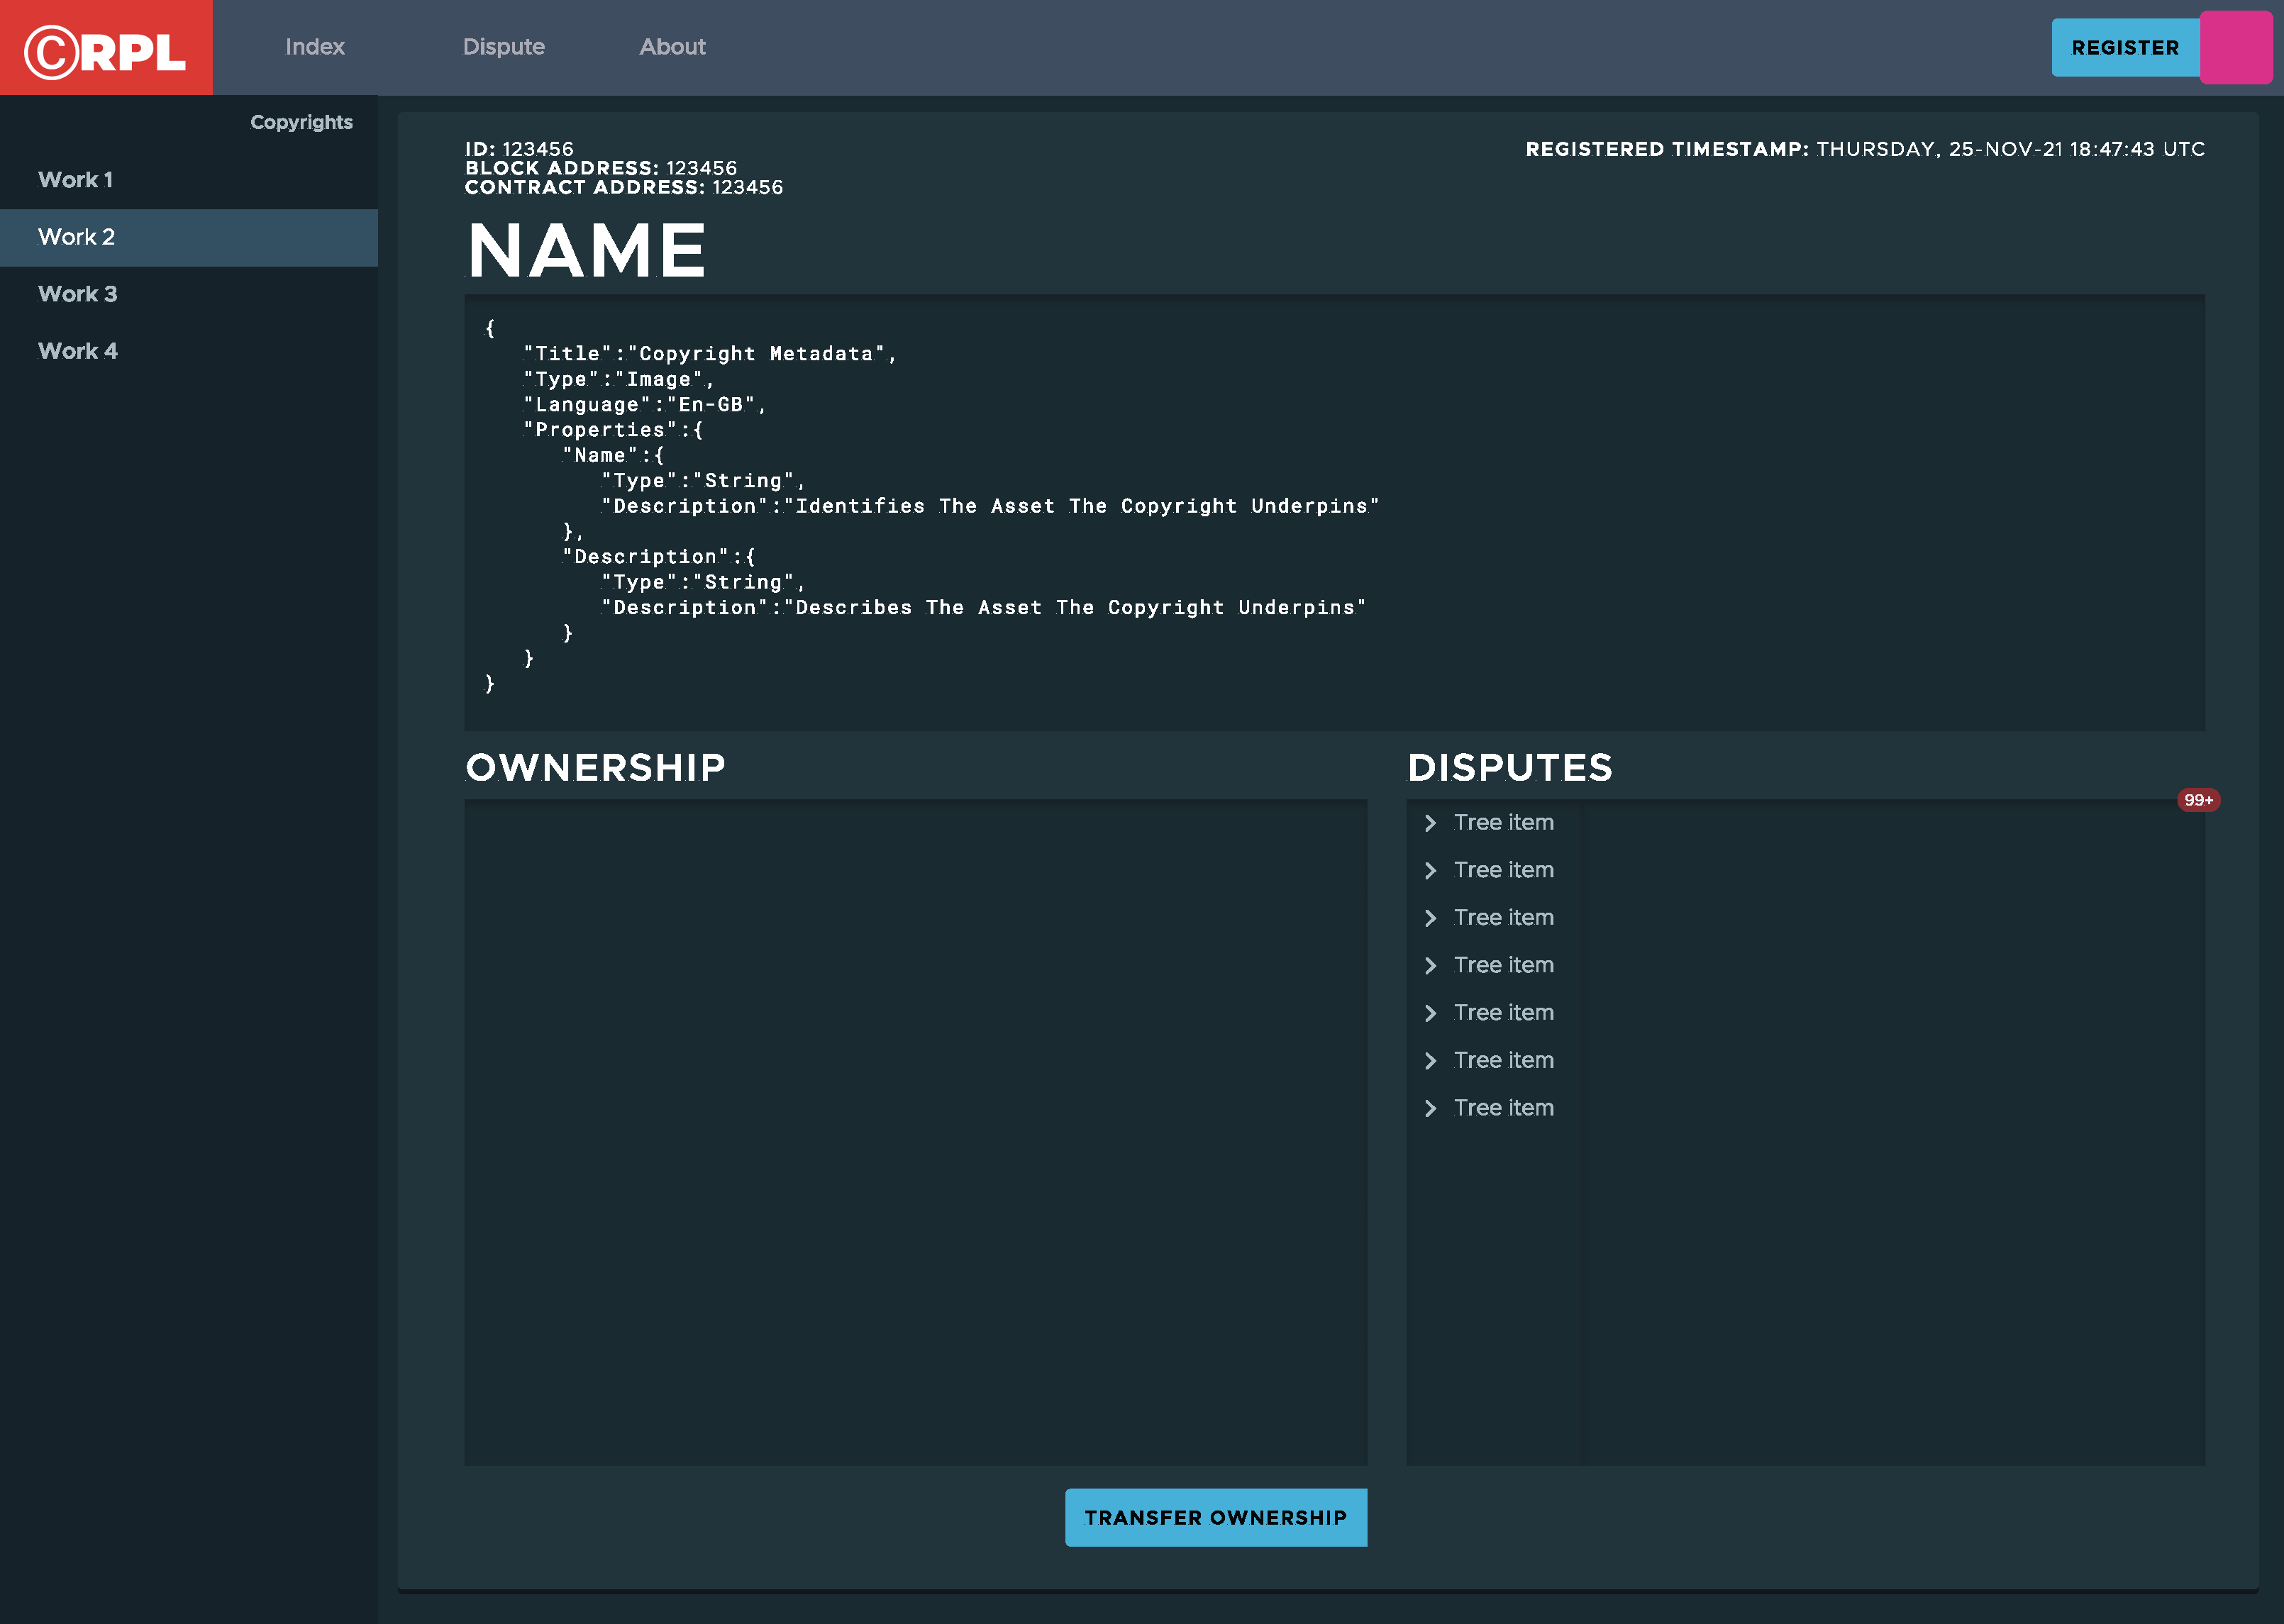 ©RPL
Index
Dispute
About
REGISTER
Copyrights
Work 1
Work 2
Work 3
Work 4
ID: 123456
BLOCK ADDRESS: 123456
CONTRACT ADDRESS: 123456
REGISTERED TIMESTAMP: THURSDAY, 25-NOV-21 18:47:43 UTC
NAME
{
"Title":"Copyright Metadata",
"Type":"Image",
"Language":"En-GB",
"Properties":{
"Name":{
"Type":"String",
"Description":"Identifies The Asset The Copyright Underpins"
},
"Description":{
"Type":"String",
"Description":"Describes The Asset The Copyright Underpins"
}
}
}
OWNERSHIP
DISPUTES
99+
Tree item
Tree item
Tree item
Tree item
Tree item
Tree item
Tree item
TRANSFER OWNERSHIP